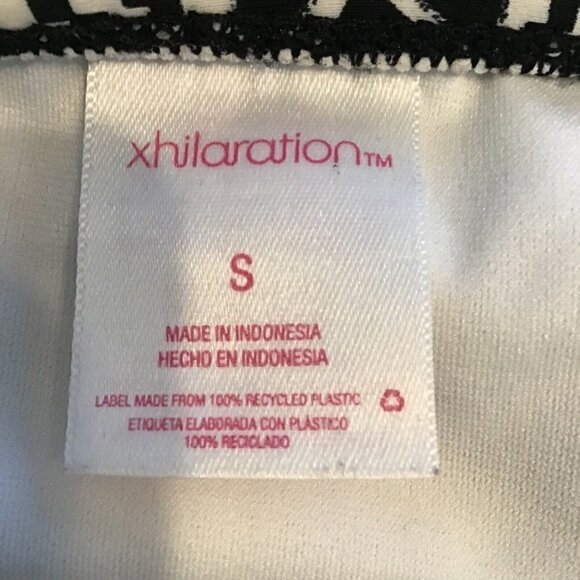 xhilaration™
S
MADE IN INDONESIA
HECHO EN INDONESIA
LABEL MADE FROM 100% RECYCLED PLASTIC
ETIQUETA ELABORADA CON PLÁSTICO
100% RECICLADO